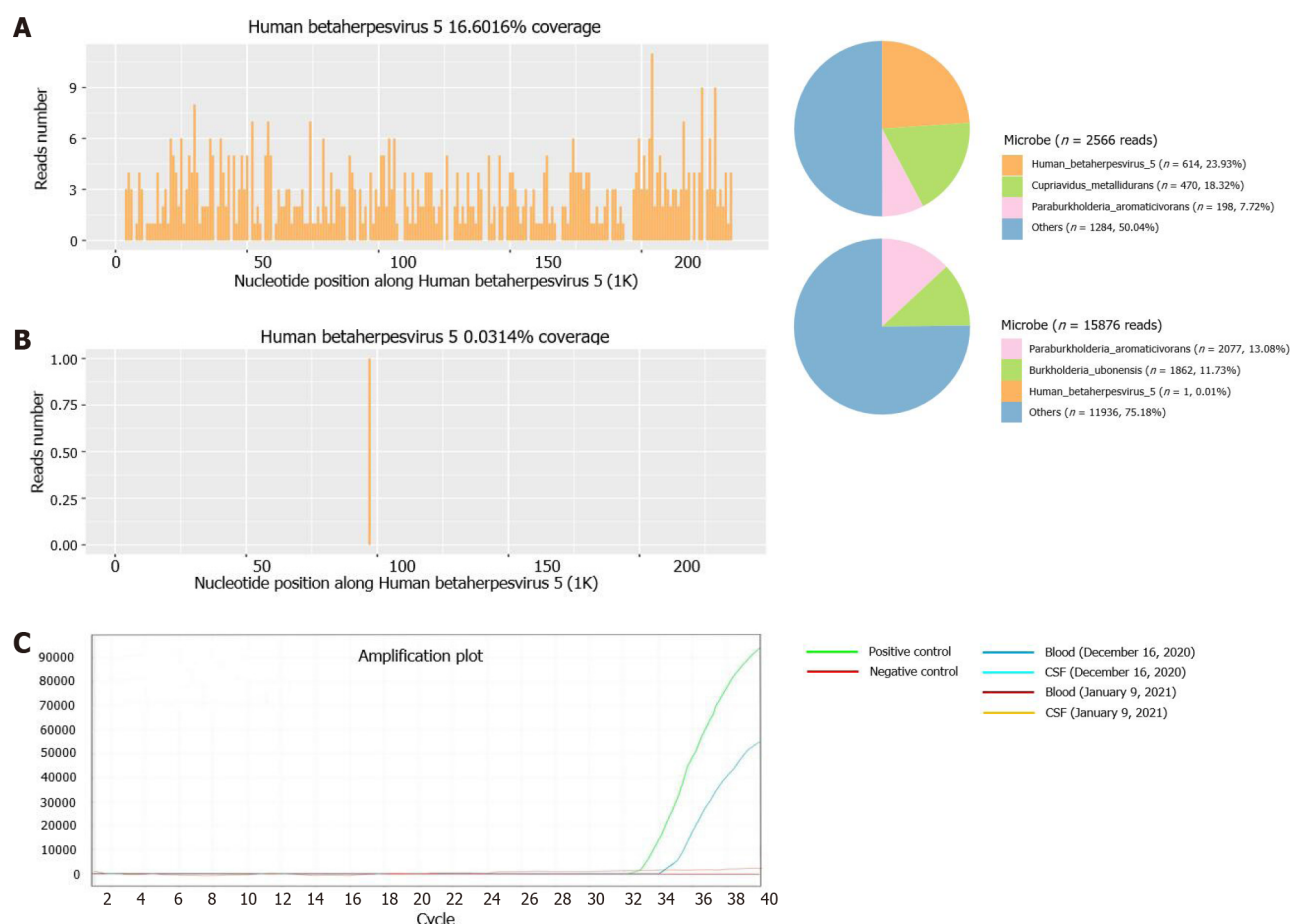 A
Human betaherpesvirus 5 16.6016% coverage
Reads number
9
6
3
0
0 50 100 150 200
Nucleotide position along Human betaherpesvirus 5 (1K)
Microbe (n = 2566 reads)
Human_betaherpesvirus_5 (n = 614, 23.93%)
Cupriavidus_metallidurans (n = 470, 18.32%)
Paraburkholderia_aromaticivorans (n = 198, 7.72%)
Others (n = 1284, 50.04%)
B
Human betaherpesvirus 5 0.0314% coverage
Reads number
1.00
0.75
0.50
0.25
0.00
0 50 100 150 200
Nucleotide position along Human betaherpesvirus 5 (1K)
Microbe (n = 15876 reads)
Paraburkholderia_aromaticivorans (n = 2077, 13.08%)
Burkholderia_ubonensis (n = 1862, 11.73%)
Human_betaherpesvirus_5 (n = 1, 0.01%)
Others (n = 11936, 75.18%)
C
Amplification plot
90000
80000
70000
60000
50000
40000
30000
20000
10000
0
2 4 6 8 10 12 14 16 18 20 22 24 26 28 30 32 34 36 38 40
Cycle
Positive control
Negative control
Blood (December 16, 2020)
CSF (December 16, 2020)
Blood (January 9, 2021)
CSF (January 9, 2021)